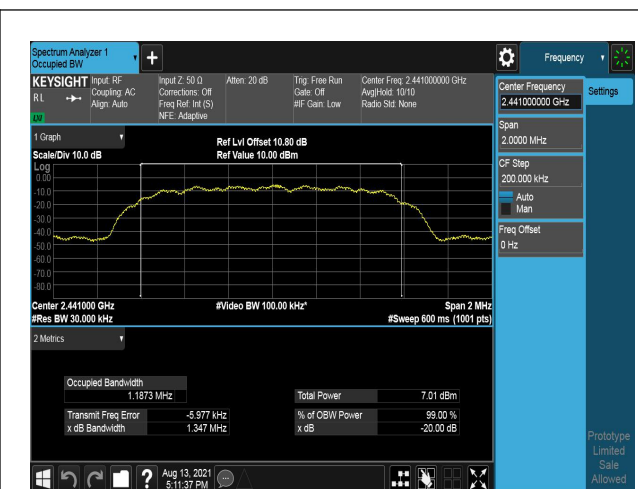 Spectrum Analyzer 1
Occupied BW
+
Frequency
KEYSIGHT Input: RF Input Z: 50 Ω Atten: 20 dB Trig: Free Run Center Freq: 2.441000000 GHz
RL Coupling: AC Corrections: Off Gate: Off Avg|Hold: 10/10
Align: Auto Freq Ref: Int (S) #IF Gain: Low Radio Std: None
NFE: Adaptive
Center Frequency
2.441000000 GHz
Settings
Span
2.0000 MHz
CF Step
200.000 kHz
Auto
Man
Freq Offset
0 Hz
1 Graph
Ref Lvl Offset 10.80 dB
Scale/Div 10.0 dB Ref Value 10.00 dBm
Log
0.00
-10.0
-20.0
-30.0
-40.0
-50.0
-60.0
-70.0
-80.0
Center 2.441000 GHz #Video BW 100.00 kHz* Span 2 MHz
#Res BW 30.000 kHz #Sweep 600 ms (1001 pts)
2 Metrics
Occupied Bandwidth
1.1873 MHz
Total Power 7.01 dBm
Transmit Freq Error -5.977 kHz % of OBW Power 99.00 %
x dB Bandwidth 1.347 MHz x dB -20.00 dB
Prototype
Limited
Sale
Allowed
? Aug 13, 2021
5:11:37 PM